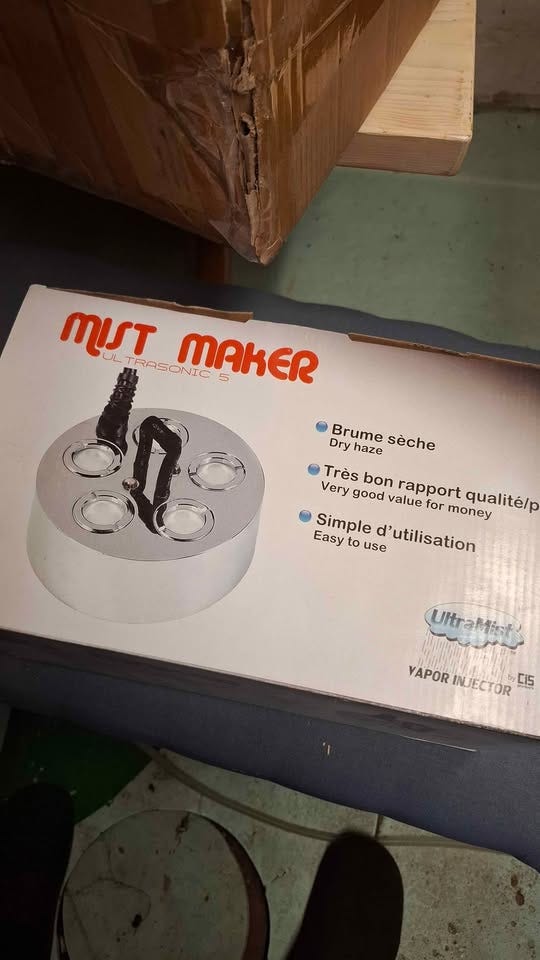 MIST MAKER
ULTRASONIC 5
Brume sèche
Dry haze
Très bon rapport qualité/p
Very good value for money
Simple d'utilisation
Easy to use
UltraMist
VAPOR INJECTOR
by CiS